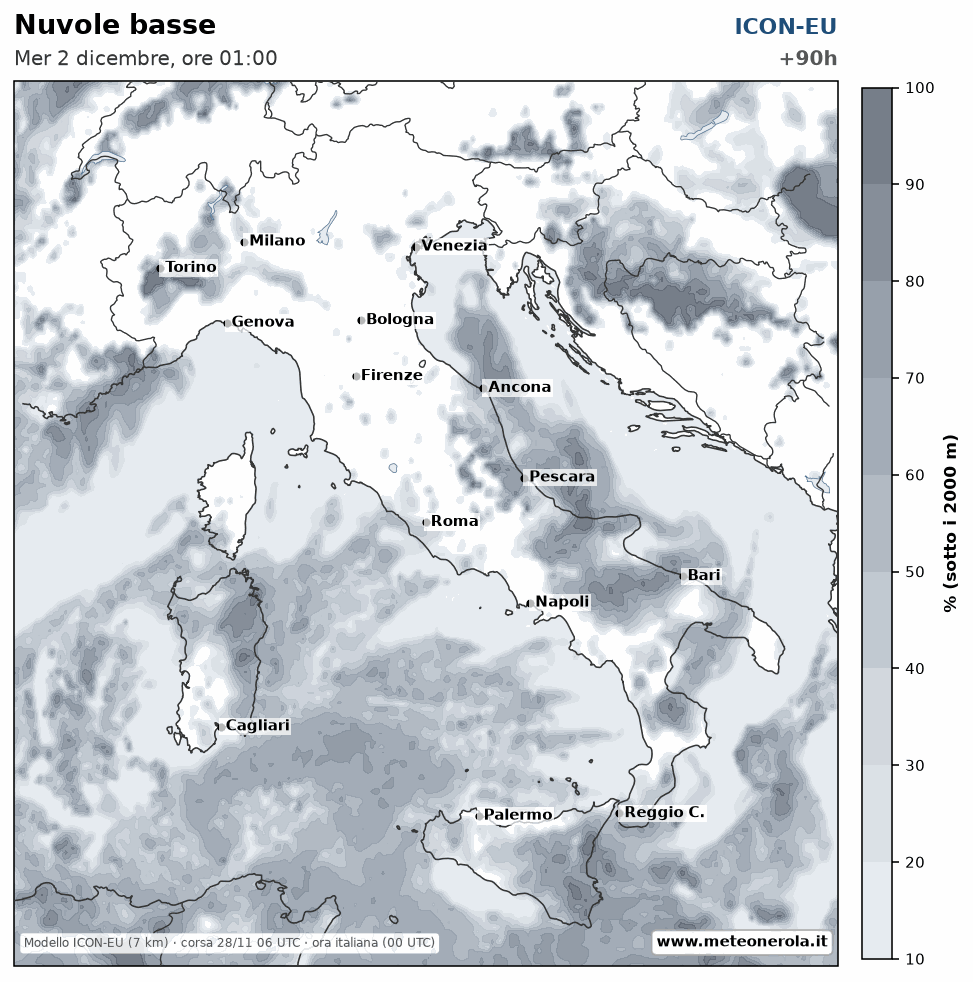 Nuvole basse
ICON-EU
Mer 2 dicembre, ore 01:00
+90h
Milano
Venezia
Torino
Genova
Bologna
Firenze
Ancona
Pescara
Roma
Bari
Napoli
Cagliari
Palermo
Reggio C.
Modello ICON-EU (7 km) · corsa 28/11 06 UTC · ora italiana (00 UTC)
www.meteonerola.it
100
90
80
70
60
50
40
30
20
10
% (sotto i 2000 m)